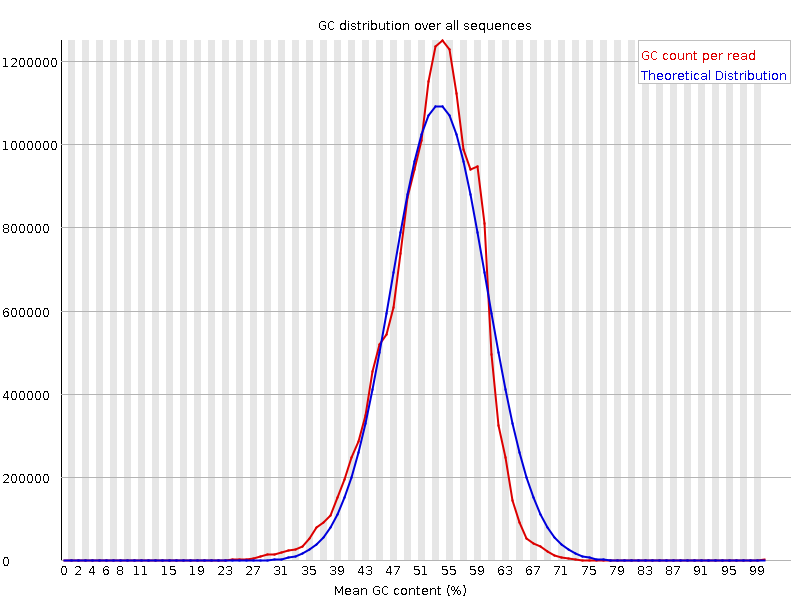 GC distribution over all sequences
GC count per read
Theoretical Distribution
1200000
1000000
800000
600000
400000
200000
0
0 2 4 6 8 11 15 19 23 27 31 35 39 43 47 51 55 59 63 67 71 75 79 83 87 91 95 99
Mean GC content (%)